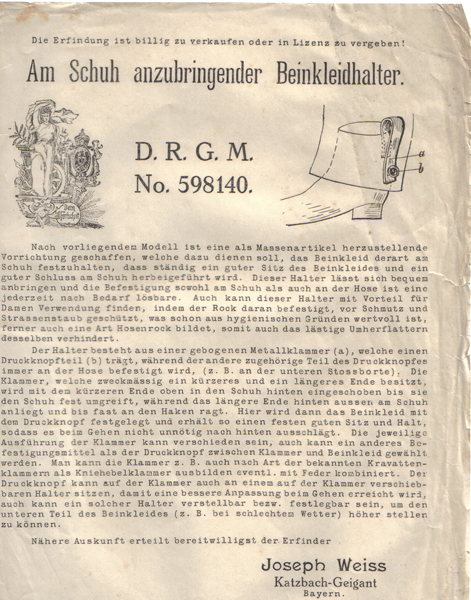 Die Erfindung ist billig zu verkaufen oder in Lizenz zu vergeben!
Am Schuh anzubringender Beinkleidhalter.
D. R. G. M.
No. 598140.
a
b
Nach vorliegendem Modell ist eine als Massenartikel herzustellende
Vorrichtung geschaffen, welche dazu dienen soll, das Beinkleid derart am
Schuh festzuhalten, dass ständig ein guter Sitz des Beinkleides und ein
guter Schluss am Schuh herbeigeführt wird. Dieser Halter lässt sich bequem
anbringen und die Befestigung sowohl am Schuh als auch an der Hose ist eine
jederzeit nach Bedarf lösbare. Auch kann dieser Halter mit Vorteil für
Damen Verwendung finden, indem der Rock daran befestigt, vor Schmutz und
Strassenstaub geschützt, was schon aus hygienischen Gründen wertvoll ist,
ferner auch eine Art Hosenrock bildet, somit auch das lästige Umherflattern
desselben verhindert.
Der Halter besteht aus einer gebogenen Metallklammer (a), welche einen
Druckknopfteil (b) trägt, während der andere zugehörige Teil des Druckknopfes
immer an der Hose befestigt wird, (z. B. an der unteren Stossborte). Die
Klammer, welche zweckmässig ein kürzeres und ein längeres Ende besitzt,
wird mit dem kürzeren Ende oben in den Schuh hinten eingeschoben bis sie
den Schuh fest umgreift, während das längere Ende hinten aussen am Schuh
anliegt und bis fast an den Haken ragt. Hier wird dann das Beinkleid mit
dem Druckknopf festgelegt und erhält so einen festen guten Sitz und Halt,
sodass es beim Gehen nicht unnötig nach hinten ausschlägt. Die jeweilige
Ausführung der Klammer kann verschieden sein, auch kann ein anderes Be-
festigungsmittel als der Druckknopf zwischen Klammer und Beinkleid gewählt
werden. Man kann die Klammer z. B. auch nach Art der bekannten Kravatten-
klammern als Kniehebelklammer ausbilden eventl. mit Feder kombiniert. Der
Druckknopf kann auf der Klammer auch an einem auf der Klammer verschieb-
baren Halter sitzen, damit eine bessere Anpassung beim Gehen erreicht wird,
auch kann ein solcher Halter verstellbar bezw. festlegbar sein, um den
unteren Teil des Beinkleides (z. B. bei schlechtem Wetter) höher stellen
zu können.
Nähere Auskunft erteilt bereitwilligst der Erfinder
Joseph Weiss
Katzbach-Geigant
Bayern.